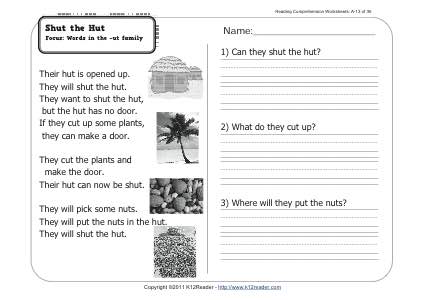 Reading Comprehension Worksheets: A-13 of 36
Shut the Hut
Focus: Words in the -ut family
Name:
Their hut is opened up.
They will shut the hut.
They want to shut the hut,
but the hut has no door.
If they cut up some plants,
they can make a door.
They cut the plants and
make the door.
Their hut can now be shut.
They will pick some nuts.
They will put the nuts in the hut.
They will shut the hut.
1) Can they shut the hut?
2) What do they cut up?
3) Where will they put the nuts?
Copyright ©2011 K12Reader - http://www.k12reader.com